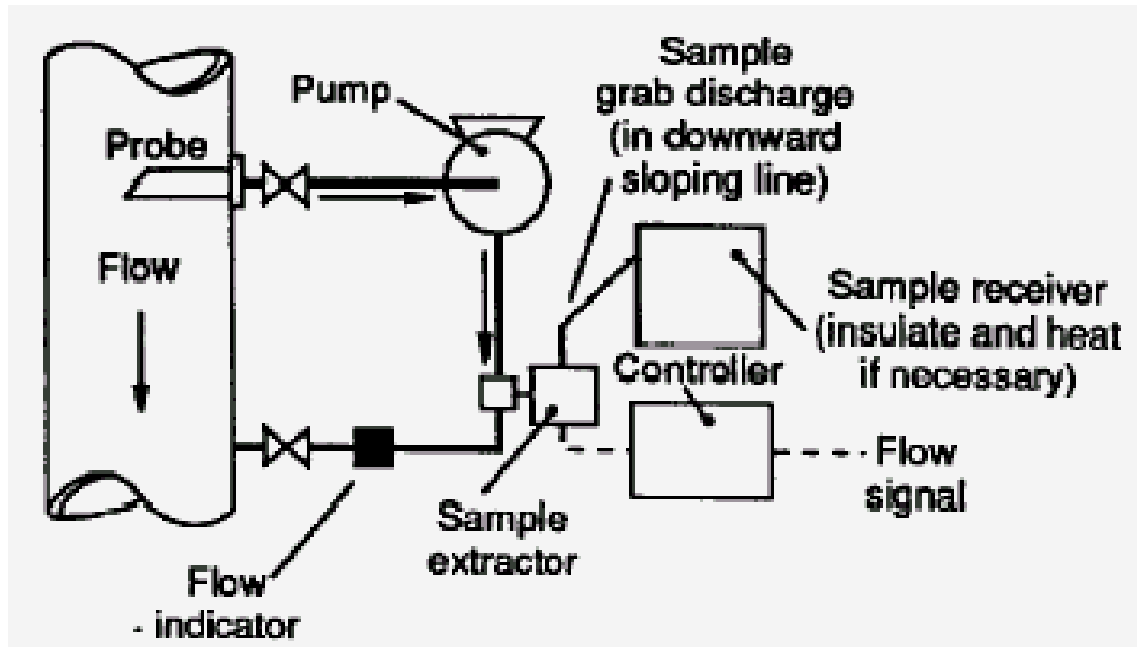 Sample
grab discharge
(in downward
sloping line)
Pump
Probe
Flow
Sample receiver
(insulate and heat
if necessary)
Controller
Flow
signal
Sample
extractor
Flow
- indicator